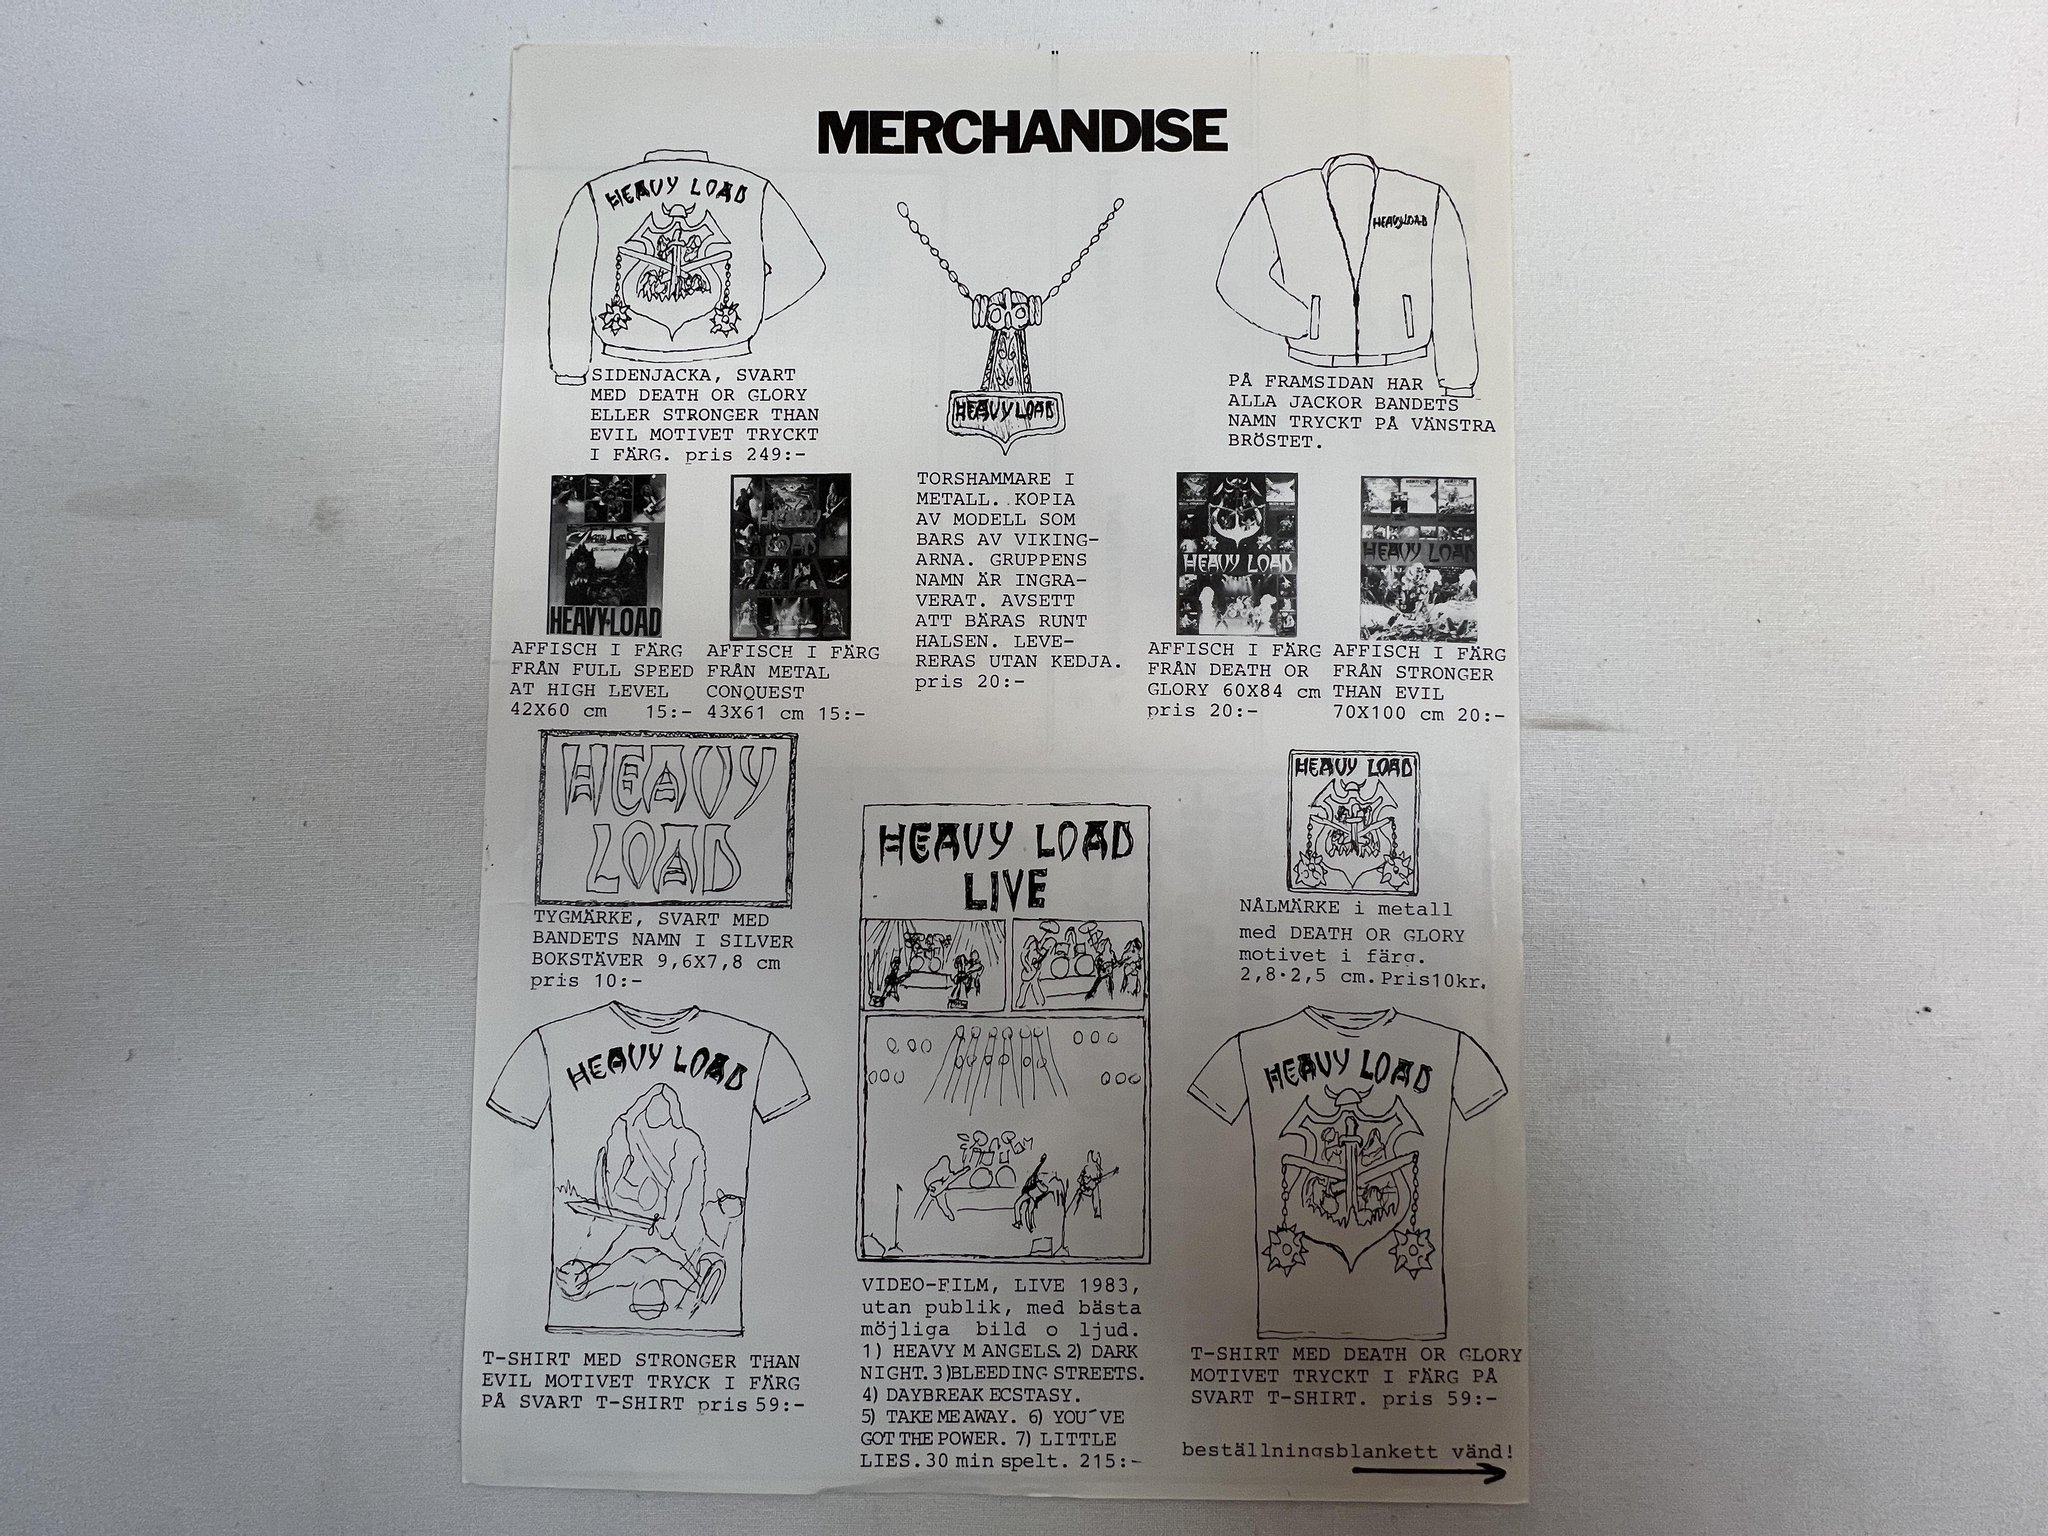 MERCHANDISE
HEAVY LOAD
SIDENJACKA, SVART
MED DEATH OR GLORY
ELLER STRONGER THAN
EVIL MOTIVET TRYCKT
I FÄRG. pris 249:-
HEAVY LOAD
TORSHAMMARE I
METALL. KOPIA
AV MODELL SOM
BARS AV VIKING-
ARNA. GRUPPENS
NAMN ÄR INGRA-
VERAT. AVSETT
ATT BÄRAS RUNT
HALSEN. LEVE-
RERAS UTAN KEDJA.
pris 20:-
HEAVY LOAD
PÅ FRAMSIDAN HAR
ALLA JACKOR BANDETS
NAMN TRYCKT PÅ VÄNSTRA
BRÖSTET.
HEAVY LOAD
AFFISCH I FÄRG
FRÅN FULL SPEED
AT HIGH LEVEL
42X60 cm 15:-
HEAVY
LOAD
AFFISCH I FÄRG
FRÅN METAL
CONQUEST
43X61 cm 15:-
HEAVY LOAD
AFFISCH I FÄRG
FRÅN DEATH OR
GLORY 60X84 cm
pris 20:-
HEAVY LOAD
AFFISCH I FÄRG
FRÅN STRONGER
THAN EVIL
70X100 cm 20:-
HEAVY
LOAD
TYGMÄRKE, SVART MED
BANDETS NAMN I SILVER
BOKSTÄVER 9,6X7,8 cm
pris 10:-
HEAVY LOAD
LIVE
VIDEO-FILM, LIVE 1983,
utan publik, med bästa
möjliga bild o ljud.
1) HEAVY M ANGELS. 2) DARK
NIGHT. 3)BLEEDING STREETS.
4) DAYBREAK ECSTASY.
5) TAKE ME AWAY. 6) YOU´VE
GOT THE POWER. 7) LITTLE
LIES. 30 min spelt. 215:-
HEAVY LOAD
NÅLMÄRKE i metall
med DEATH OR GLORY
motivet i färg.
2,8·2,5 cm. Pris 10kr.
HEAVY LOAD
T-SHIRT MED STRONGER THAN
EVIL MOTIVET TRYCK I FÄRG
PÅ SVART T-SHIRT pris 59:-
HEAVY LOAD
T-SHIRT MED DEATH OR GLORY
MOTIVET TRYCKT I FÄRG PÅ
SVART T-SHIRT. pris 59:-
beställningsblankett vänd!